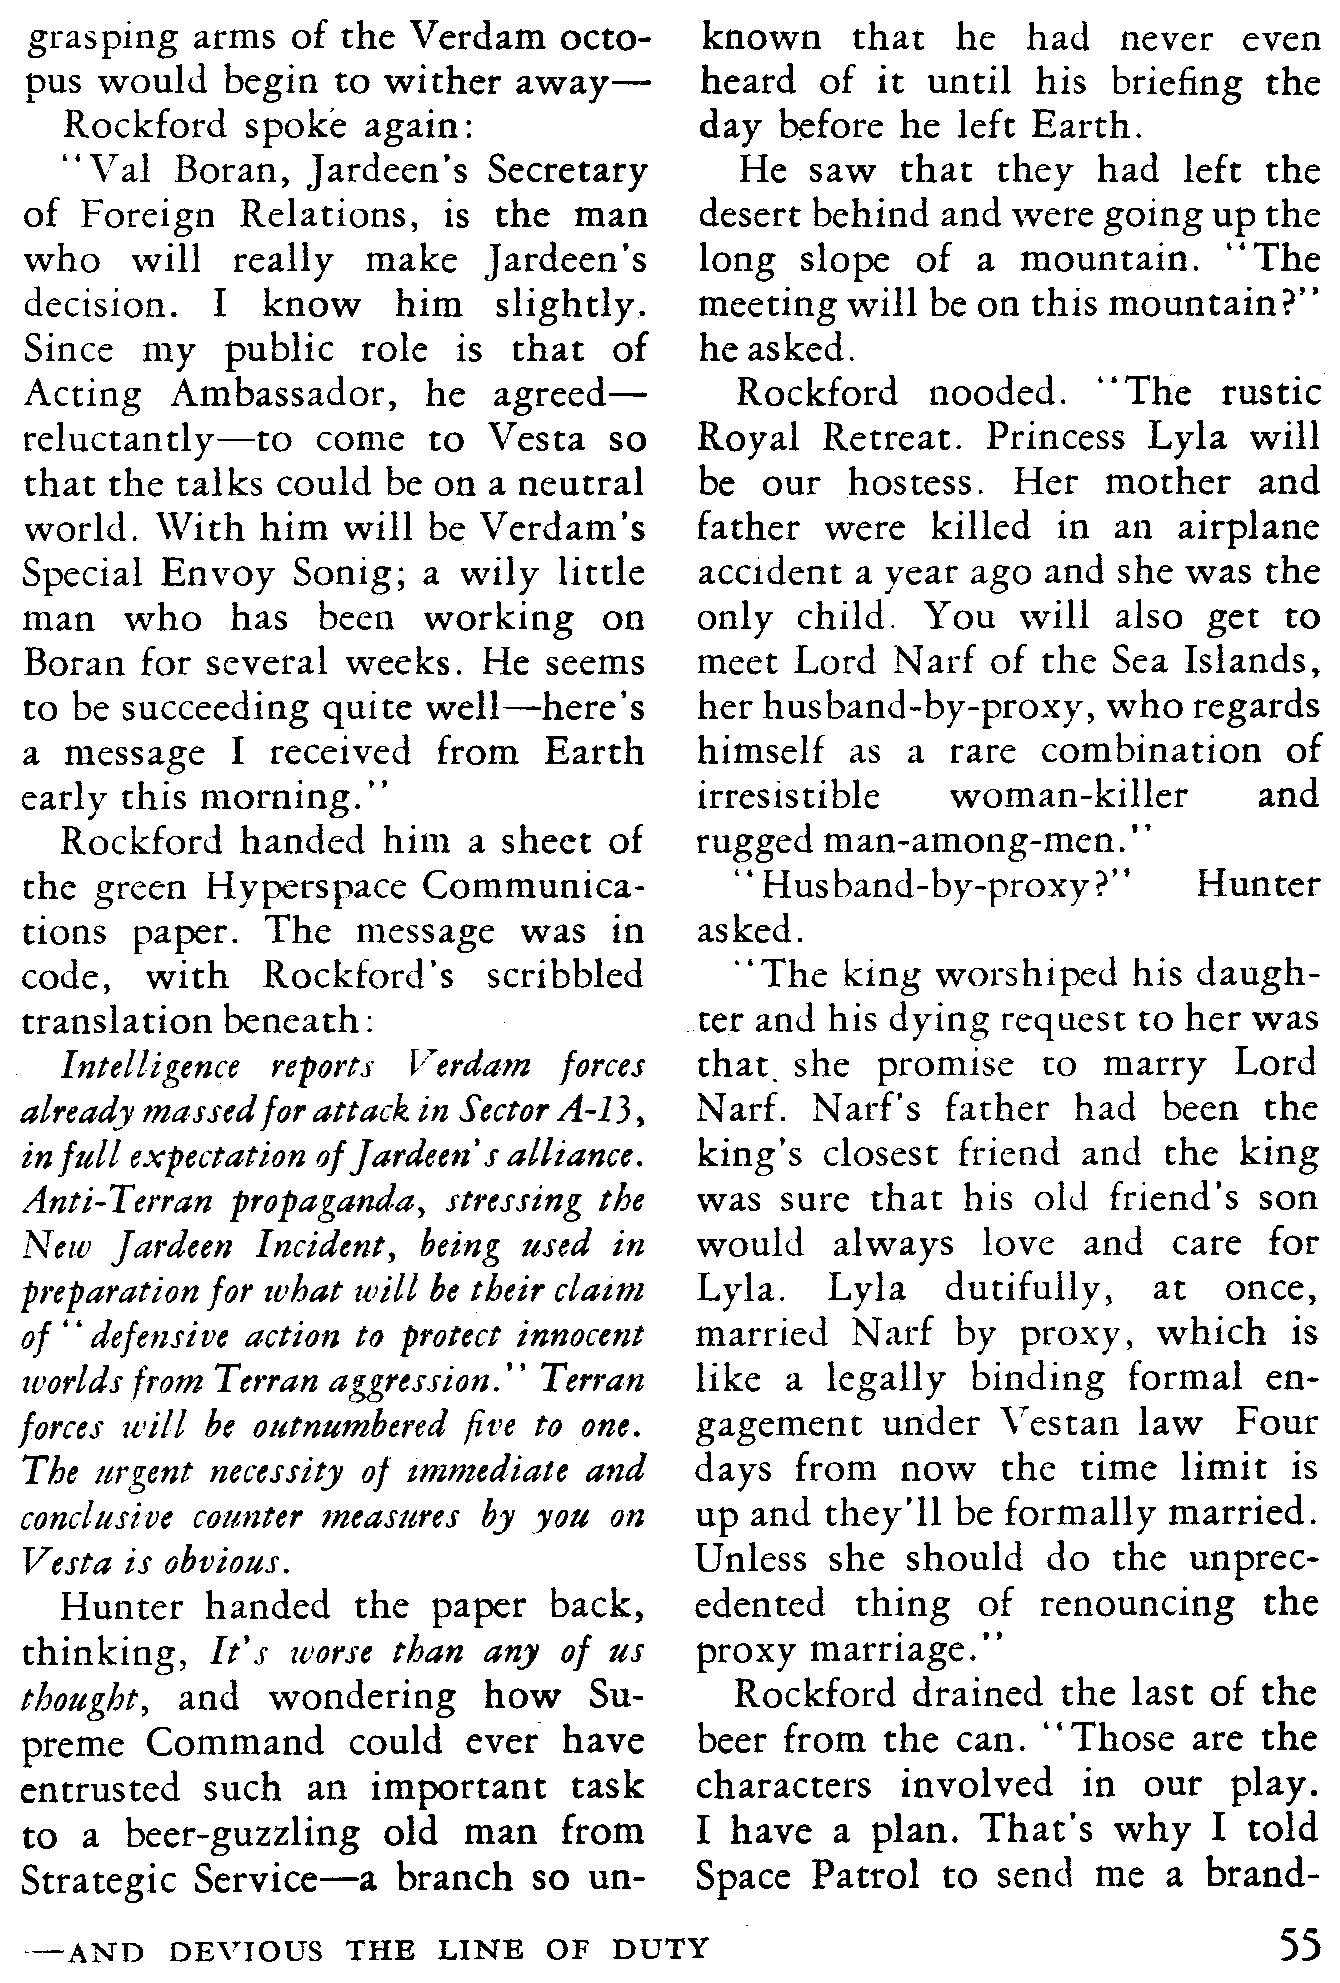 grasping arms of the Verdam octo-
pus would begin to wither away—
Rockford spoke again:
"Val Boran, Jardeen's Secretary
of Foreign Relations, is the man
who will really make Jardeen's
decision. I know him slightly.
Since my public role is that of
Acting Ambassador, he agreed—
reluctantly—to come to Vesta so
that the talks could be on a neutral
world. With him will be Verdam's
Special Envoy Sonig; a wily little
man who has been working on
Boran for several weeks. He seems
to be succeeding quite well—here's
a message I received from Earth
early this morning."
Rockford handed him a sheet of
the green Hyperspace Communica-
tions paper. The message was in
code, with Rockford's scribbled
translation beneath:
Intelligence reports Verdam forces
already massed for attack in Sector A-13,
in full expectation of Jardeen's alliance.
Anti-Terran propaganda, stressing the
New Jardeen Incident, being used in
preparation for what will be their claim
of "defensive action to protect innocent
worlds from Terran aggression." Terran
forces will be outnumbered five to one.
The urgent necessity of immediate and
conclusive counter measures by you on
Vesta is obvious.
Hunter handed the paper back,
thinking, It's worse than any of us
thought, and wondering how Su-
preme Command could ever have
entrusted such an important task
to a beer-guzzling old man from
Strategic Service—a branch so un-
known that he had never even
heard of it until his briefing the
day before he left Earth.
He saw that they had left the
desert behind and were going up the
long slope of a mountain. "The
meeting will be on this mountain?"
he asked.
Rockford nooded. "The rustic
Royal Retreat. Princess Lyla will
be our hostess. Her mother and
father were killed in an airplane
accident a year ago and she was the
only child. You will also get to
meet Lord Narf of the Sea Islands,
her husband-by-proxy, who regards
himself as a rare combination of
irresistible woman-killer and
rugged man-among-men."
"Husband-by-proxy?" Hunter
asked.
"The king worshiped his daugh-
ter and his dying request to her was
that she promise to marry Lord
Narf. Narf's father had been the
king's closest friend and the king
was sure that his old friend's son
would always love and care for
Lyla. Lyla dutifully, at once,
married Narf by proxy, which is
like a legally binding formal en-
gagement under Vestan law Four
days from now the time limit is
up and they'll be formally married.
Unless she should do the unprec-
edented thing of renouncing the
proxy marriage."
Rockford drained the last of the
beer from the can. "Those are the
characters involved in our play.
I have a plan. That's why I told
Space Patrol to send me a brand-
—AND DEVIOUS THE LINE OF DUTY 55